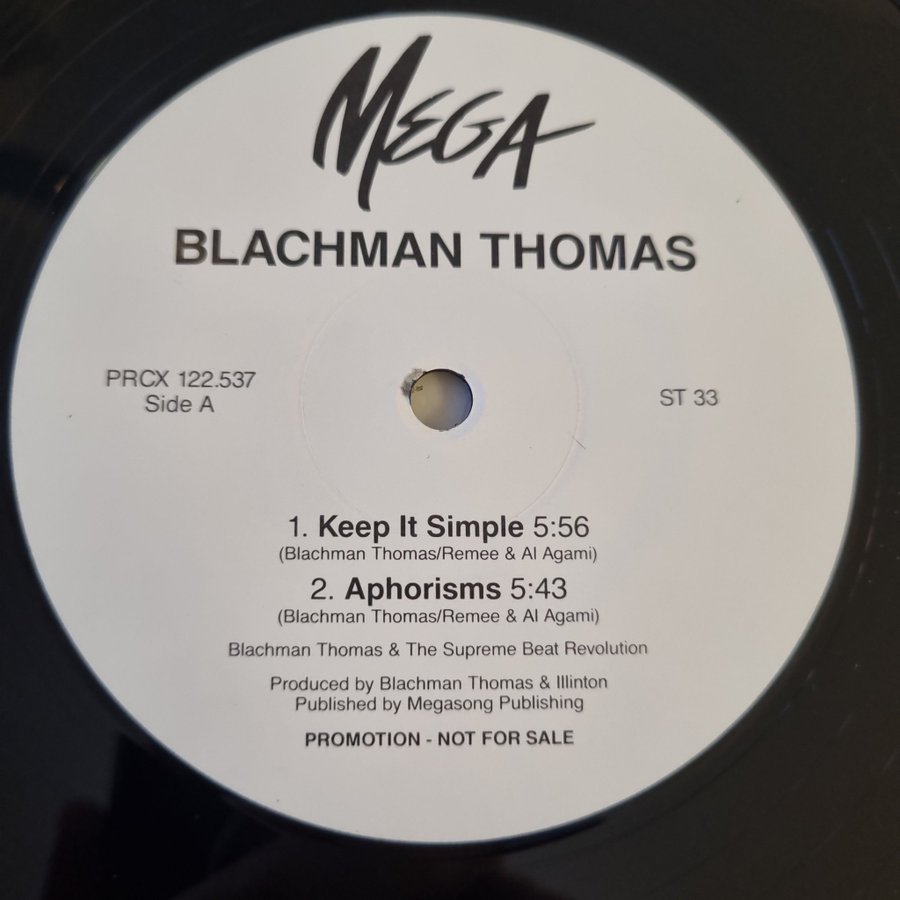 MEGA
BLACHMAN THOMAS
PRCX 122.537
Side A
ST 33
1. Keep It Simple 5:56
(Blachman Thomas/Remee & Al Agami)
2. Aphorisms 5:43
(Blachman Thomas/Remee & Al Agami)
Blachman Thomas & The Supreme Beat Revolution
Produced by Blachman Thomas & Illinton
Published by Megasong Publishing
PROMOTION - NOT FOR SALE